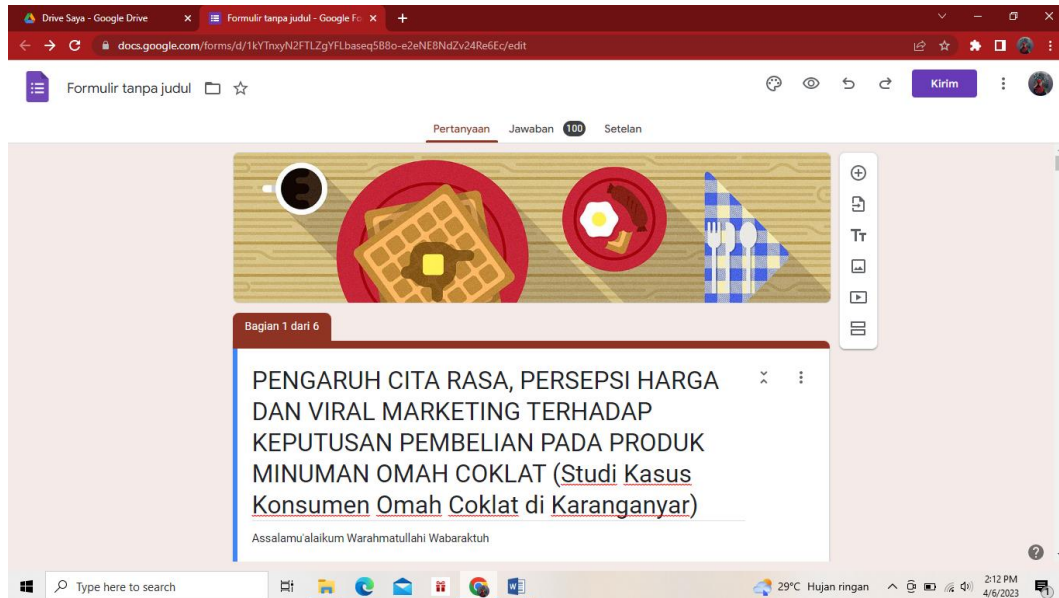 Drive Saya - Google Drive
Formulir tanpa judul - Google Fo
docs.google.com/forms/d/1kYTnxyN2FTLZgYFLbaseq5B8o-e2eNE8NdZv24Re6Ec/edit
Formulir tanpa judul
Kirim
Pertanyaan Jawaban 100 Setelan
Bagian 1 dari 6
PENGARUH CITA RASA, PERSEPSI HARGA
DAN VIRAL MARKETING TERHADAP
KEPUTUSAN PEMBELIAN PADA PRODUK
MINUMAN OMAH COKLAT (Studi Kasus
Konsumen Omah Coklat di Karanganyar)
Assalamu'alaikum Warahmatullahi Wabaraktuh
Type here to search
29°C Hujan ringan
2:12 PM
4/6/2023